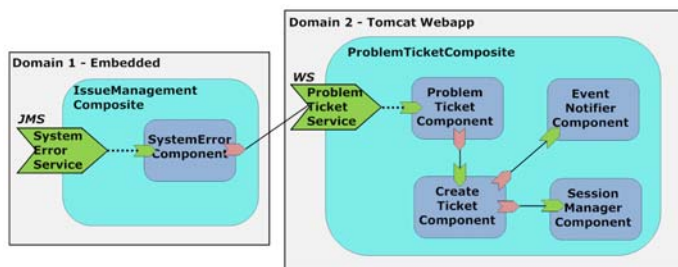 Domain 2 - Tomcat Webapp
Domain 1 - Embedded
ProblemTicketComposite
IssueManagement
Composite
JMS
System
Error
Service
SystemError
Component
WS
Problem
Ticket
Service
Problem
Ticket
Component
Event
Notifier
Component
Create
Ticket
Component
Session
Manager
Component